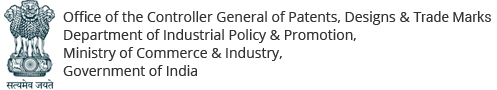 Office of the Controller General of Patents, Designs & Trade Marks
Department of Industrial Policy & Promotion,
Ministry of Commerce & Industry,
Government of India
सत्यमेव जयते